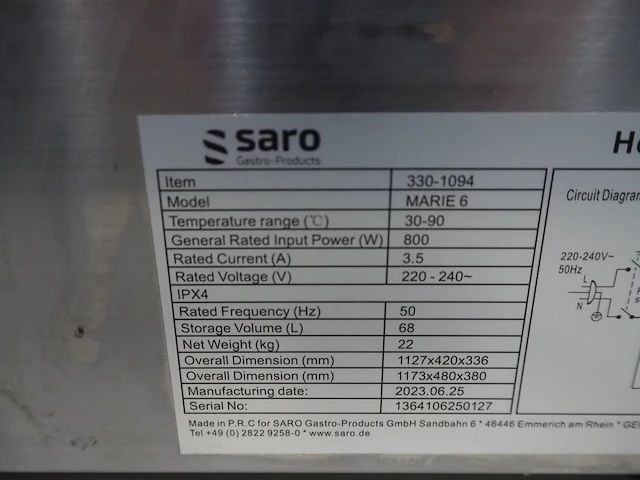 saro
Gastro-Products
Item 330-1094
Model MARIE 6
Temperature range (℃) 30-90
General Rated Input Power (W) 800
Rated Current (A) 3.5
Rated Voltage (V) 220 - 240~
IPX4
Rated Frequency (Hz) 50
Storage Volume (L) 68
Net Weight (kg) 22
Overall Dimension (mm) 1127x420x336
Overall Dimension (mm) 1173x480x380
Manufacturing date: 2023.06.25
Serial No: 1364106250127
Made in P.R.C for SARO Gastro-Products GmbH Sandbahn 6 * 46446 Emmerich am Rhein *
Tel +49 (0) 2822 9258-0 * www.saro.de
Circuit Diagram
220-240V~
50Hz
L
N